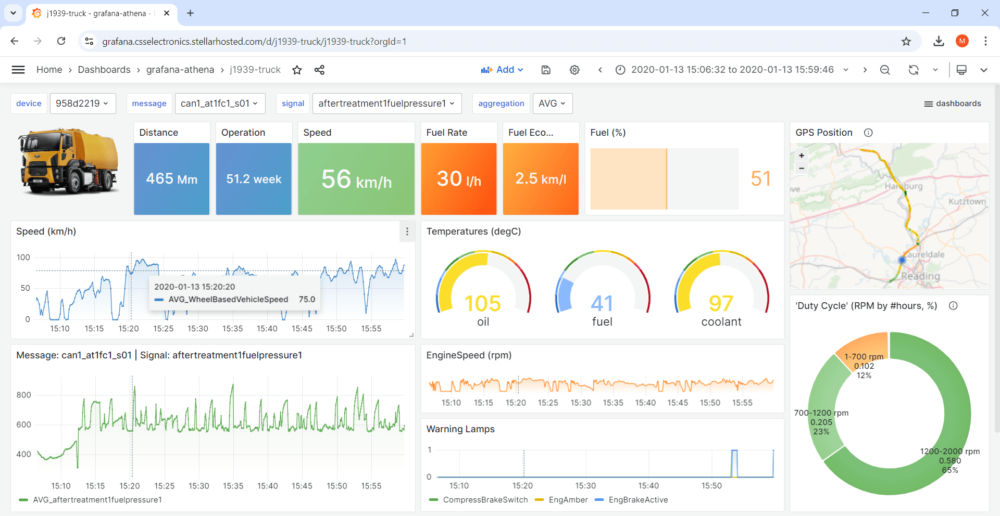 j1939-truck - grafana-athena -
grafana.csselectronics.stellarhosted.com/d/j1939-truck/j1939-truck?orgId=1
M
Home › Dashboards › grafana-athena › j1939-truck
Add
2020-01-13 15:06:32 to 2020-01-13 15:59:46
device 958d2219 message can1_at1fc1_s01 signal aftertreatment1fuelpressure1 aggregation AVG
dashboards
Distance
465 Mm
Operation
51.2 week
Speed
56 km/h
Fuel Rate
30 l/h
Fuel Eco...
2.5 km/l
Fuel (%)
51
GPS Position
+
−
Hamburg
Kutztown
Laureldale
Reading
Speed (km/h)
100
50
0
2020-01-13 15:20:20
AVG_WheelBasedVehicleSpeed 75.0
15:10 15:15 15:20 15:25 15:30 15:35 15:40 15:45 15:50 15:55
Temperatures (degC)
105
oil
41
fuel
97
coolant
'Duty Cycle' (RPM by #hours, %)
1-700 rpm
0.102
12%
700-1200 rpm
0.205
23%
1200-2000 rpm
0.580
65%
Message: can1_at1fc1_s01 | Signal: aftertreatment1fuelpressure1
800
600
400
15:10 15:15 15:20 15:25 15:30 15:35 15:40 15:45 15:50 15:55
AVG_aftertreatment1fuelpressure1
EngineSpeed (rpm)
15:10 15:15 15:20 15:25 15:30 15:35 15:40 15:45 15:50 15:55
Warning Lamps
1
0
15:10 15:20 15:30 15:40 15:50
CompressBrakeSwitch EngAmber EngBrakeActive